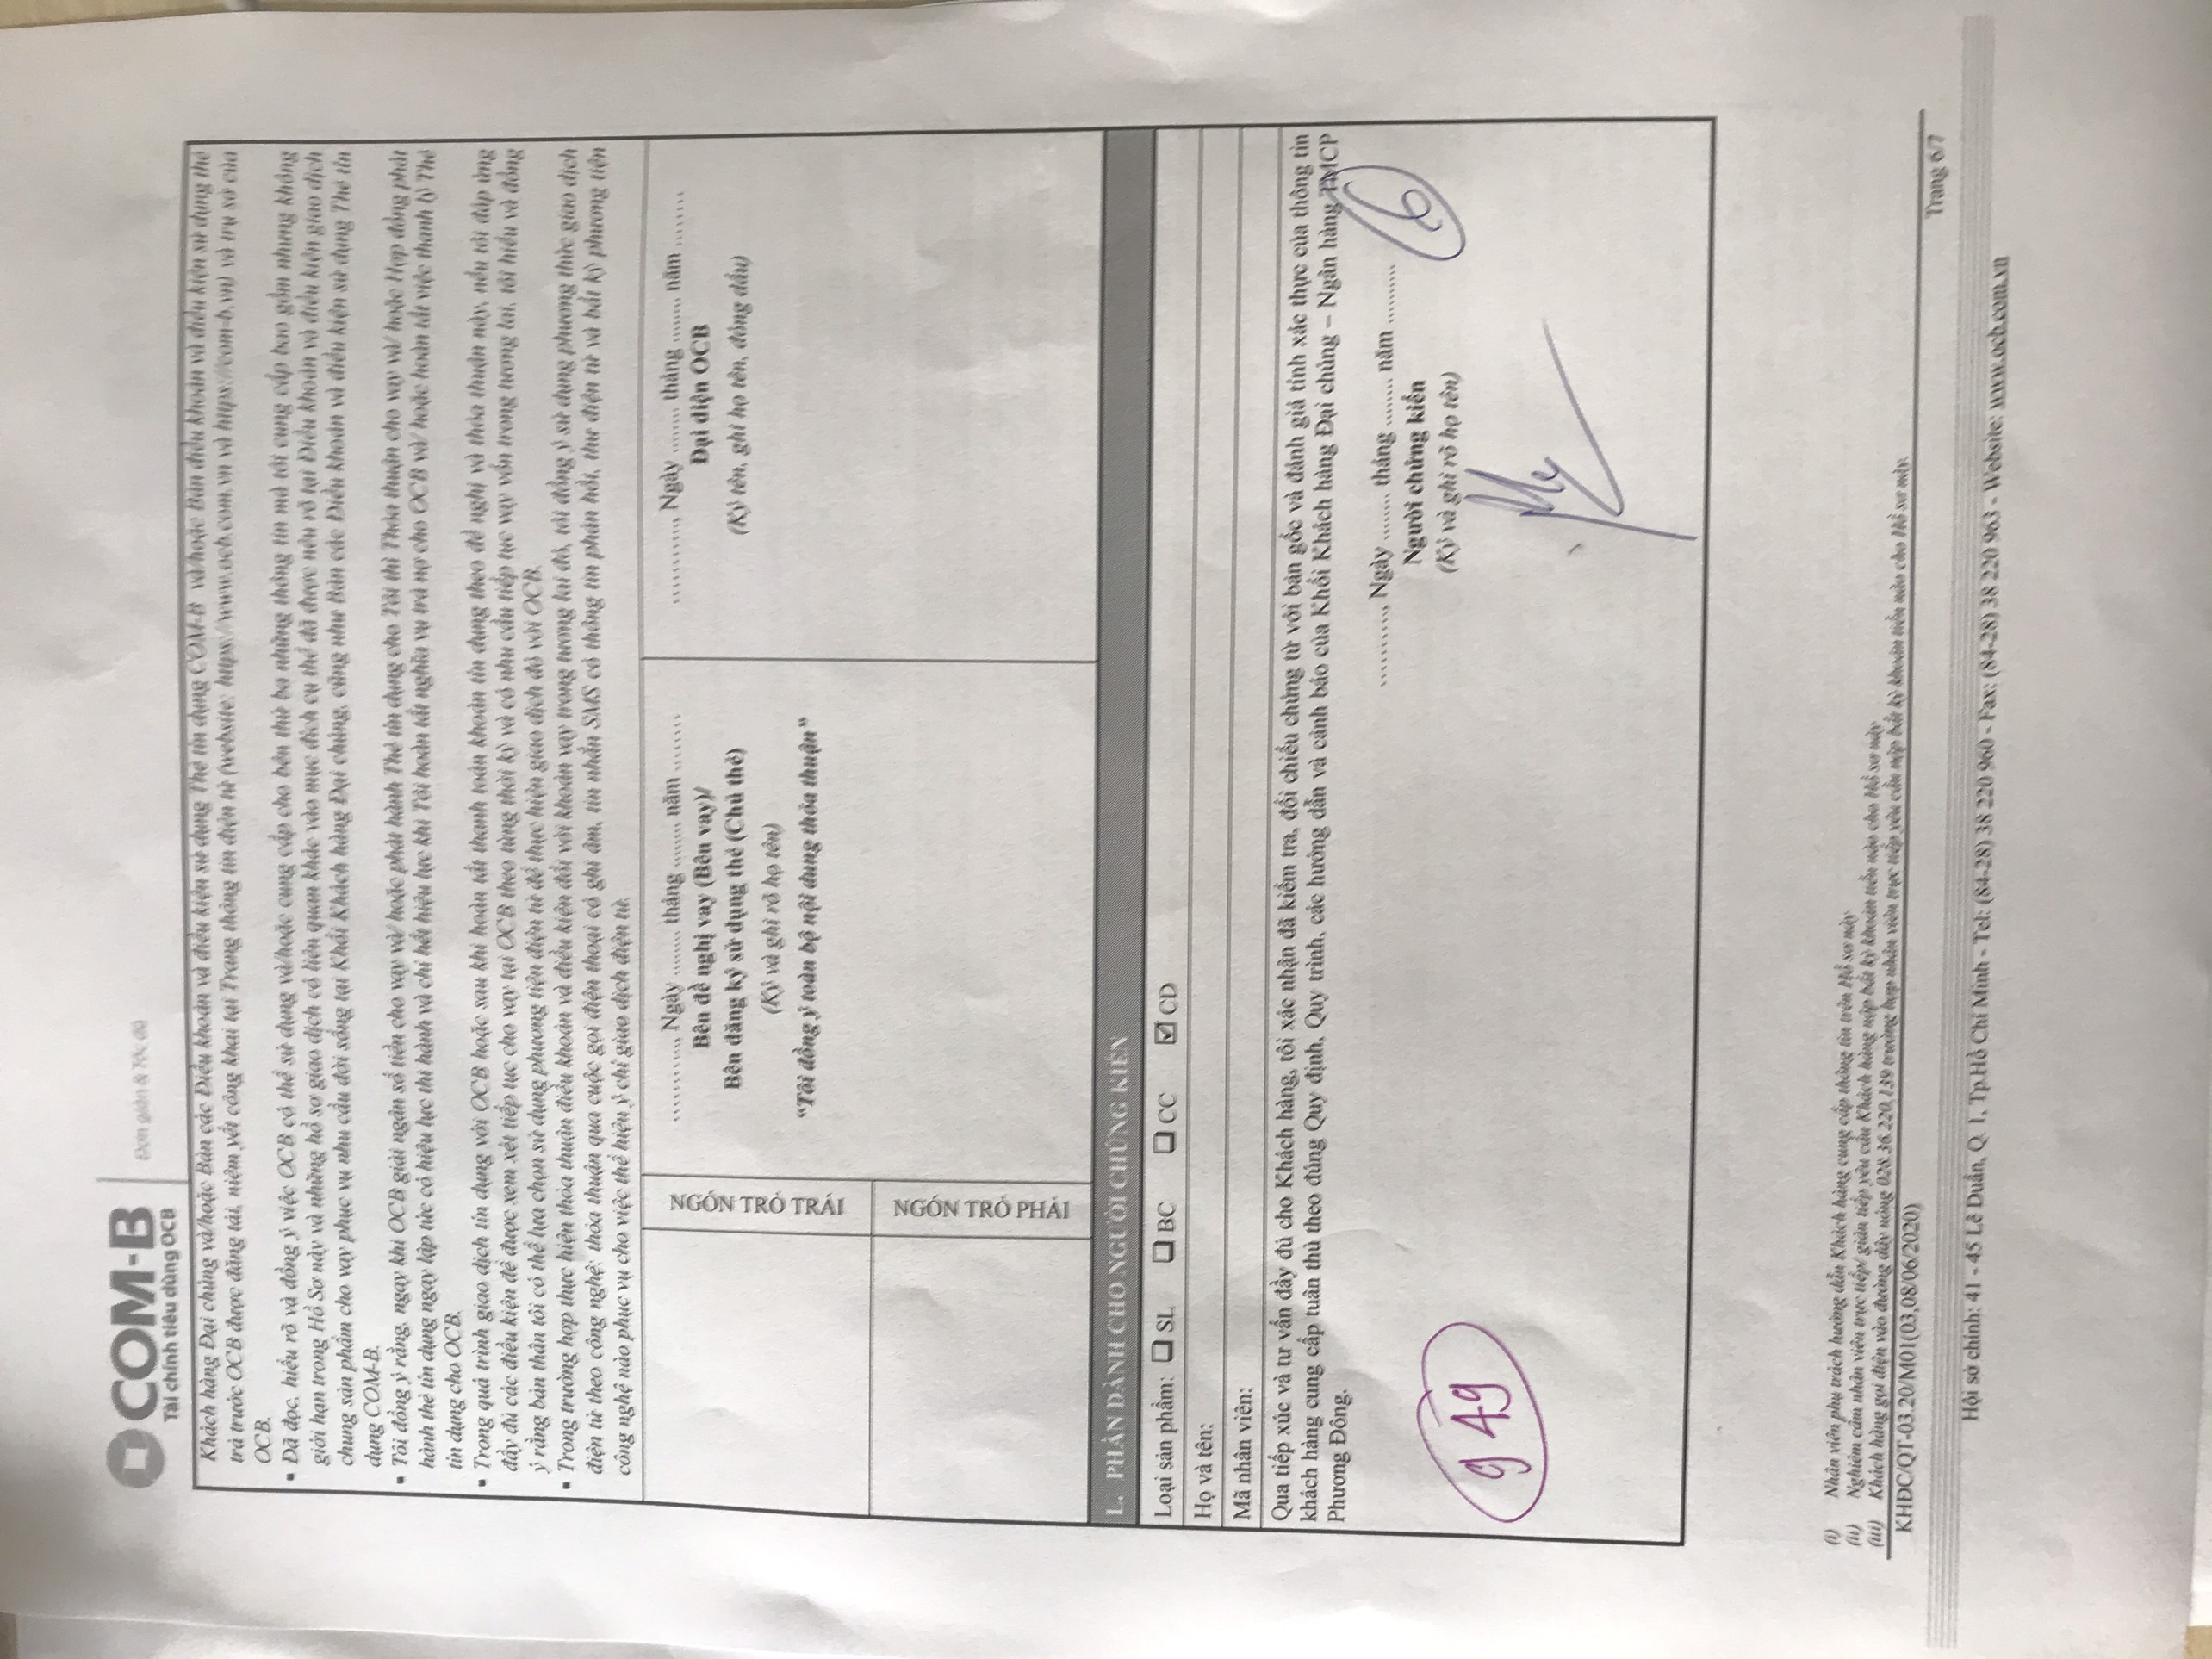 COM-B
Tài chính tiêu dùng OCB
Đơn giản & Tốc độ
Khách hàng Đại chúng và/hoặc Bản các Điều khoản và điều kiện sử dụng Thẻ tín dụng COM-B và/hoặc Bản điều khoản và điều kiện sử dụng thẻ
trả trước OCB được đăng tải, niêm yết công khai tại Trang thông tin điện tử (website: https://www.ocb.com.vn và https://com-b.vn) và trụ sở của
OCB.
▪ Đã đọc, hiểu rõ và đồng ý việc OCB có thể sử dụng và/hoặc cung cấp cho bên thứ ba những thông tin mà tôi cung cấp bao gồm nhưng không
giới hạn trong Hồ Sơ này và những hồ sơ giao dịch có liên quan khác vào mục đích cụ thể đã được nêu rõ tại Điều khoản và điều kiện giao dịch
chung sản phẩm cho vay phục vụ nhu cầu đời sống tại Khối Khách hàng Đại chúng, cũng như Bản các Điều khoản và điều kiện sử dụng Thẻ tín
dụng COM-B.
▪ Tôi đồng ý rằng, ngay khi OCB giải ngân số tiền cho vay và/ hoặc phát hành Thẻ tín dụng cho Tôi thì Thỏa thuận cho vay và/ hoặc Hợp đồng phát
hành thẻ tín dụng ngay lập tức có hiệu lực thi hành và chỉ hết hiệu lực khi Tôi hoàn tất nghĩa vụ trả nợ cho OCB và/ hoặc hoàn tất việc thanh lý Thẻ
tín dụng cho OCB.
▪ Trong quá trình giao dịch tín dụng với OCB hoặc sau khi hoàn tất thanh toán khoản tín dụng theo đề nghị và thỏa thuận này, nếu tôi đáp ứng
đầy đủ các điều kiện để được xem xét tiếp tục cho vay tại OCB theo từng thời kỳ và có nhu cầu tiếp tục vay vốn trong tương lai, tôi hiểu và đồng
ý rằng bản thân tôi có thể lựa chọn sử dụng phương tiện điện tử để thực hiện giao dịch đó với OCB.
▪ Trong trường hợp thực hiện thỏa thuận điều khoản và điều kiện đối với khoản vay trong tương lai đó, tôi đồng ý sử dụng phương thức giao dịch
điện tử theo công nghệ: thỏa thuận qua cuộc gọi điện thoại có ghi âm, tin nhắn SMS có thông tin phản hồi, thư điện tử và bất kỳ phương tiện
công nghệ nào phục vụ cho việc thể hiện ý chí giao dịch điện tử.
NGÓN TRỎ TRÁI
NGÓN TRỎ PHẢI
..........., Ngày ........ tháng ........ năm ........
Bên đề nghị vay (Bên vay)/
Bên đăng ký sử dụng thẻ (Chủ thẻ)
(Ký và ghi rõ họ tên)
“Tôi đồng ý toàn bộ nội dung thỏa thuận”
..........., Ngày ........ tháng ........ năm ........
Đại diện OCB
(Ký tên, ghi họ tên, đóng dấu)
L. PHẦN DÀNH CHO NGƯỜI CHỨNG KIẾN
Loại sản phẩm: ❑ SL ❑ BC ❑ CC ☑ CD
Họ và tên:
Mã nhân viên:
Qua tiếp xúc và tư vấn đầy đủ cho Khách hàng, tôi xác nhận đã kiểm tra, đối chiếu chứng từ với bản gốc và đánh giá tính xác thực của thông tin
khách hàng cung cấp tuân thủ theo đúng Quy định, Quy trình, các hướng dẫn và cảnh báo của Khối Khách hàng Đại chúng – Ngân hàng TMCP
Phương Đông.
.........., Ngày ........ tháng ........ năm ..........
6
Người chứng kiến
(Ký và ghi rõ họ tên)
949
(i) Nhân viên phụ trách hướng dẫn Khách hàng cung cấp thông tin trên Hồ sơ này
(ii) Nghiêm cấm nhân viên trực tiếp/ gián tiếp yêu cầu Khách hàng nộp bất kỳ khoản tiền nào cho Hồ sơ này
(iii) Khách hàng gọi điện vào đường dây nóng 028.36.220.139 trường hợp nhân viên trực tiếp yêu cầu nộp bất kỳ khoản tiền nào cho Hồ sơ này.
KHĐC/QT-03.20/M01(03,08/06/2020)
Trang 6/7
Hội sở chính: 41 - 45 Lê Duẩn, Q. 1, Tp.Hồ Chí Minh - Tel: (84-28) 38 220 960 - Fax: (84-28) 38 220 963 - Website: www.ocb.com.vn